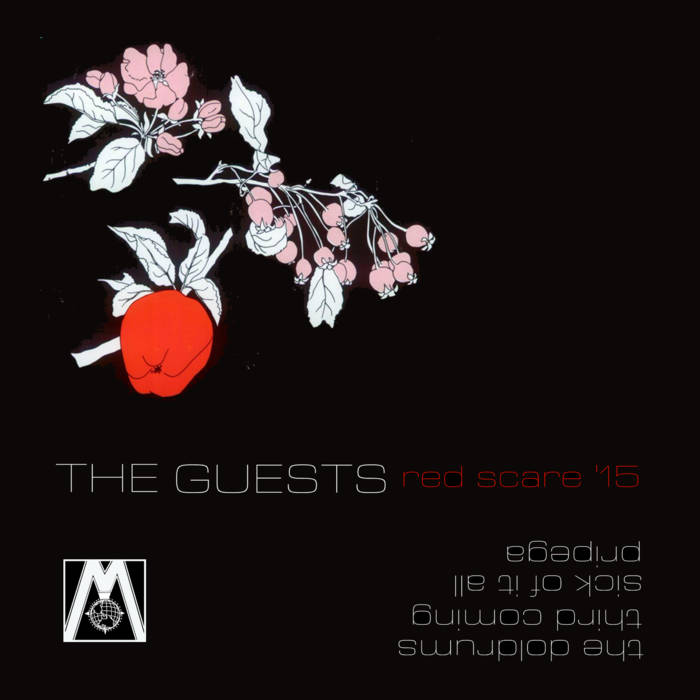 THE GUESTS red scare '15
the doldrums
third coming
sick of it all
pripega
M